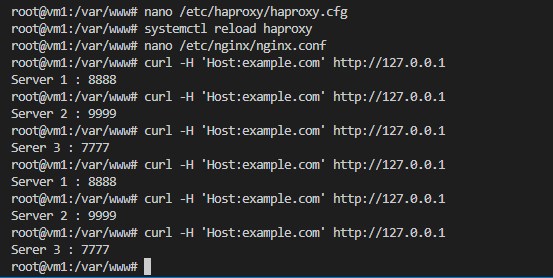 root@vm1:/var/www# nano /etc/haproxy/haproxy.cfg
root@vm1:/var/www# systemctl reload haproxy
root@vm1:/var/www# nano /etc/nginx/nginx.conf
root@vm1:/var/www# curl -H 'Host:example.com' http://127.0.0.1
Server 1 : 8888
root@vm1:/var/www# curl -H 'Host:example.com' http://127.0.0.1
Server 2 : 9999
root@vm1:/var/www# curl -H 'Host:example.com' http://127.0.0.1
Serer 3 : 7777
root@vm1:/var/www# curl -H 'Host:example.com' http://127.0.0.1
Server 1 : 8888
root@vm1:/var/www# curl -H 'Host:example.com' http://127.0.0.1
Server 2 : 9999
root@vm1:/var/www# curl -H 'Host:example.com' http://127.0.0.1
Serer 3 : 7777
root@vm1:/var/www#